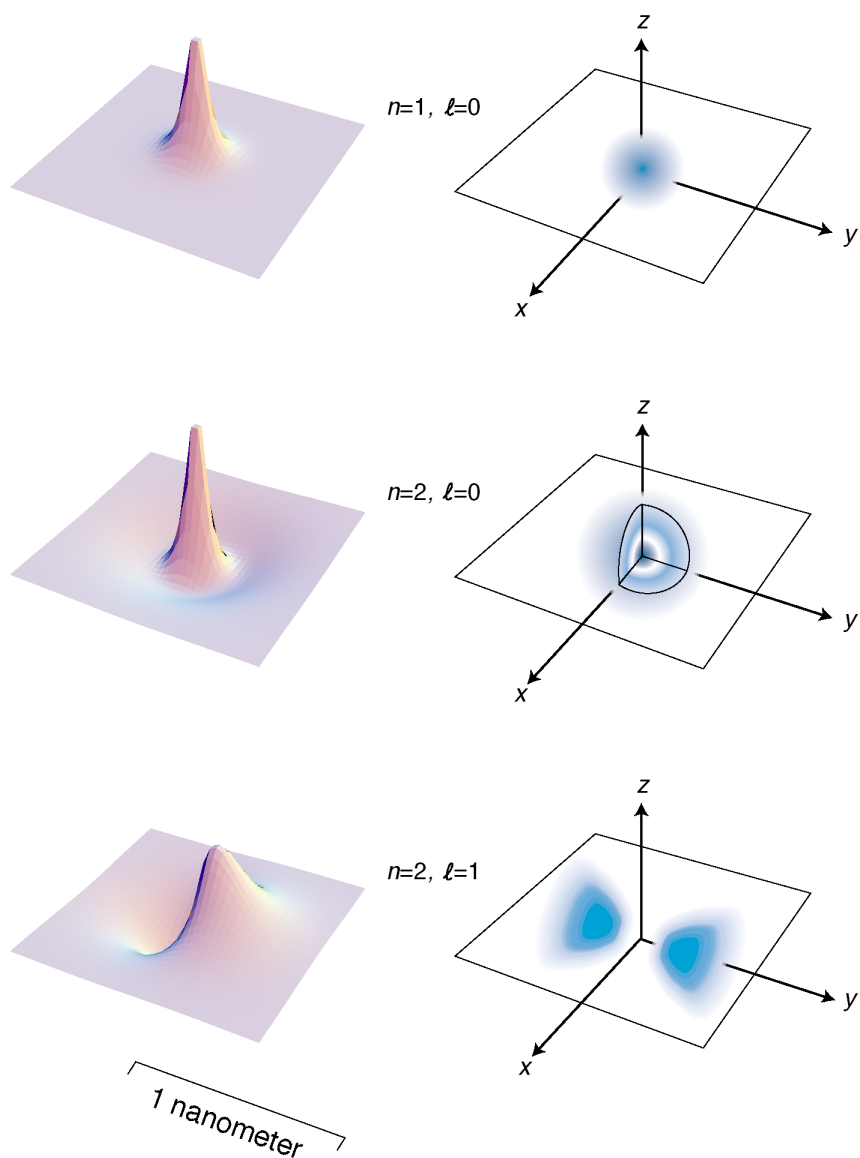 z
n=1, ℓ=0
y
x
z
n=2, ℓ=0
y
x
z
n=2, ℓ=1
y
x
1 nanometer